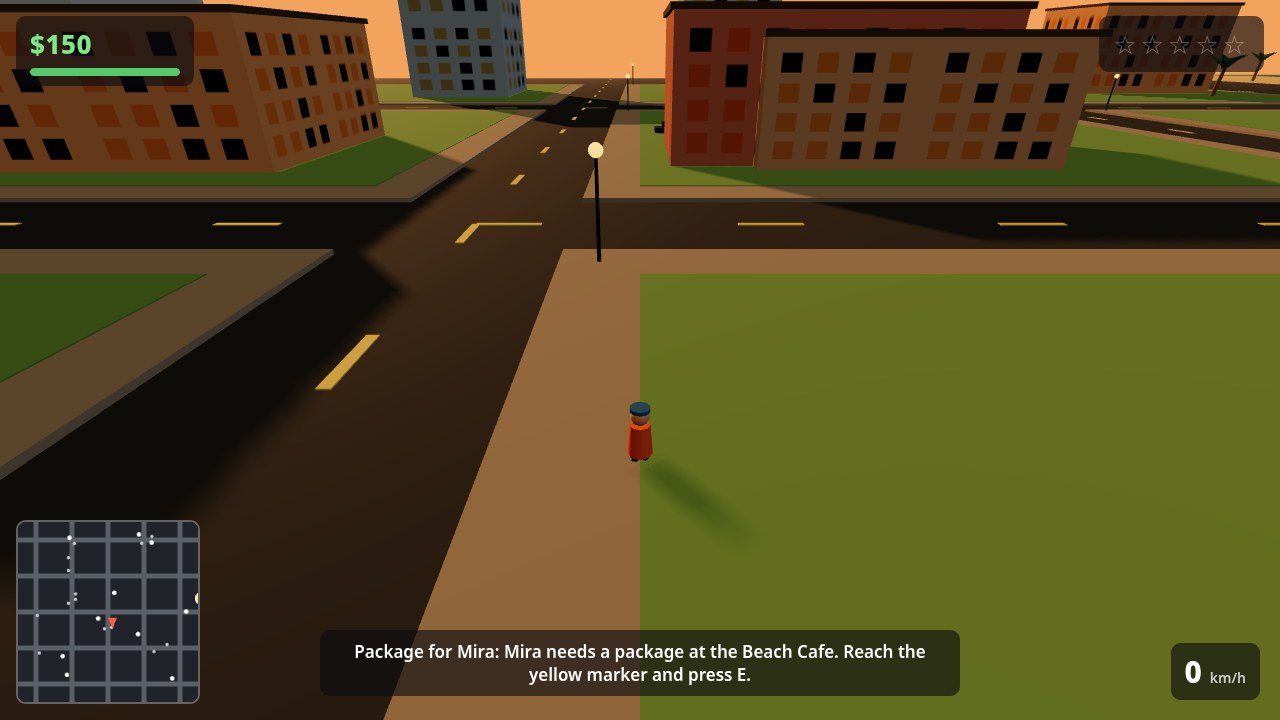 $150
☆ ☆ ☆ ☆ ☆
Package for Mira: Mira needs a package at the Beach Cafe. Reach the
yellow marker and press E.
0 km/h